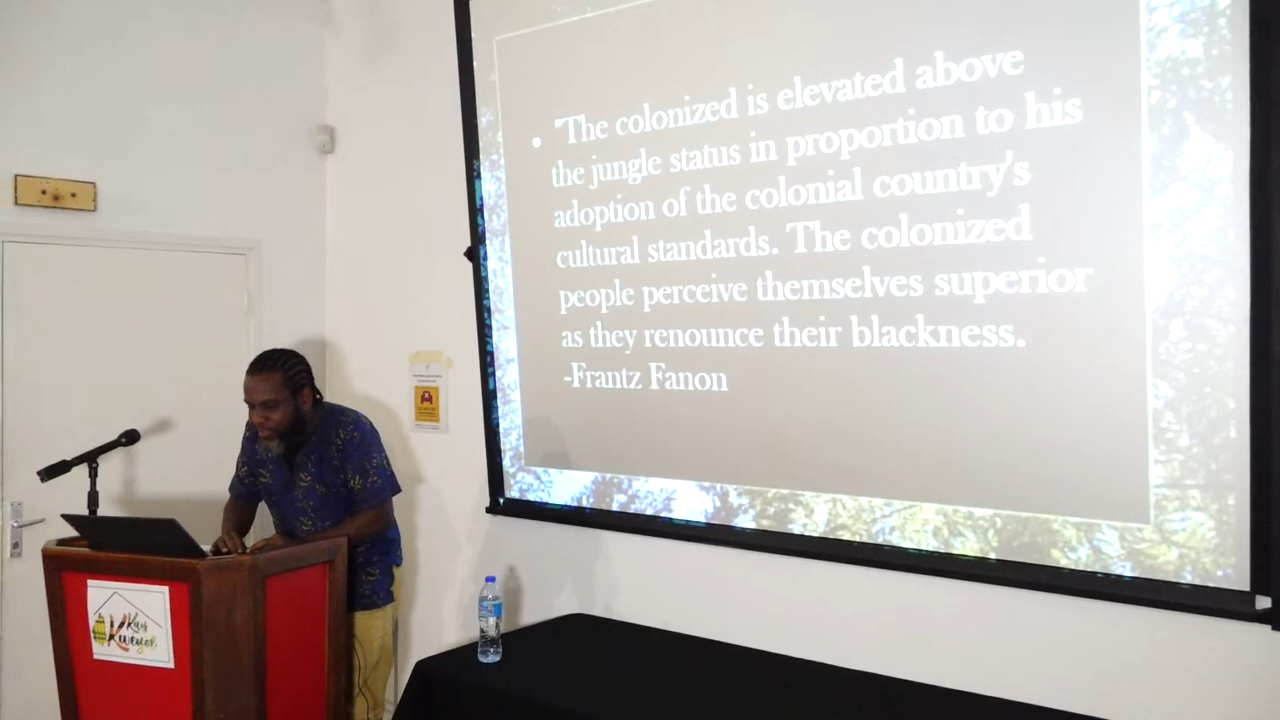 • "The colonized is elevated above
the jungle status in proportion to his
adoption of the colonial country's
cultural standards. The colonized
people perceive themselves superior
as they renounce their blackness.
-Frantz Fanon